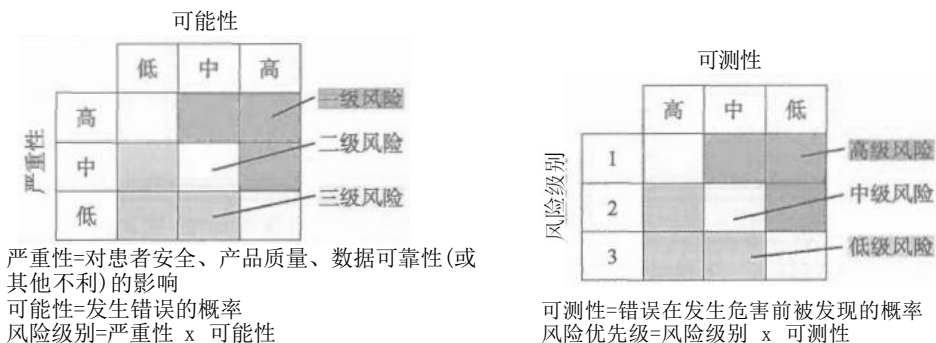 可能性
低 中 高
高 一级风险
严重性
中 二级风险
低 三级风险
严重性=对患者安全、产品质量、数据可靠性(或
其他不利)的影响
可能性=发生错误的概率
风险级别=严重性 x 可能性
可测性
高 中 低
1 高级风险
风险级别
2 中级风险
3 低级风险
可测性=错误在发生危害前被发现的概率
风险优先级=风险级别 x 可测性